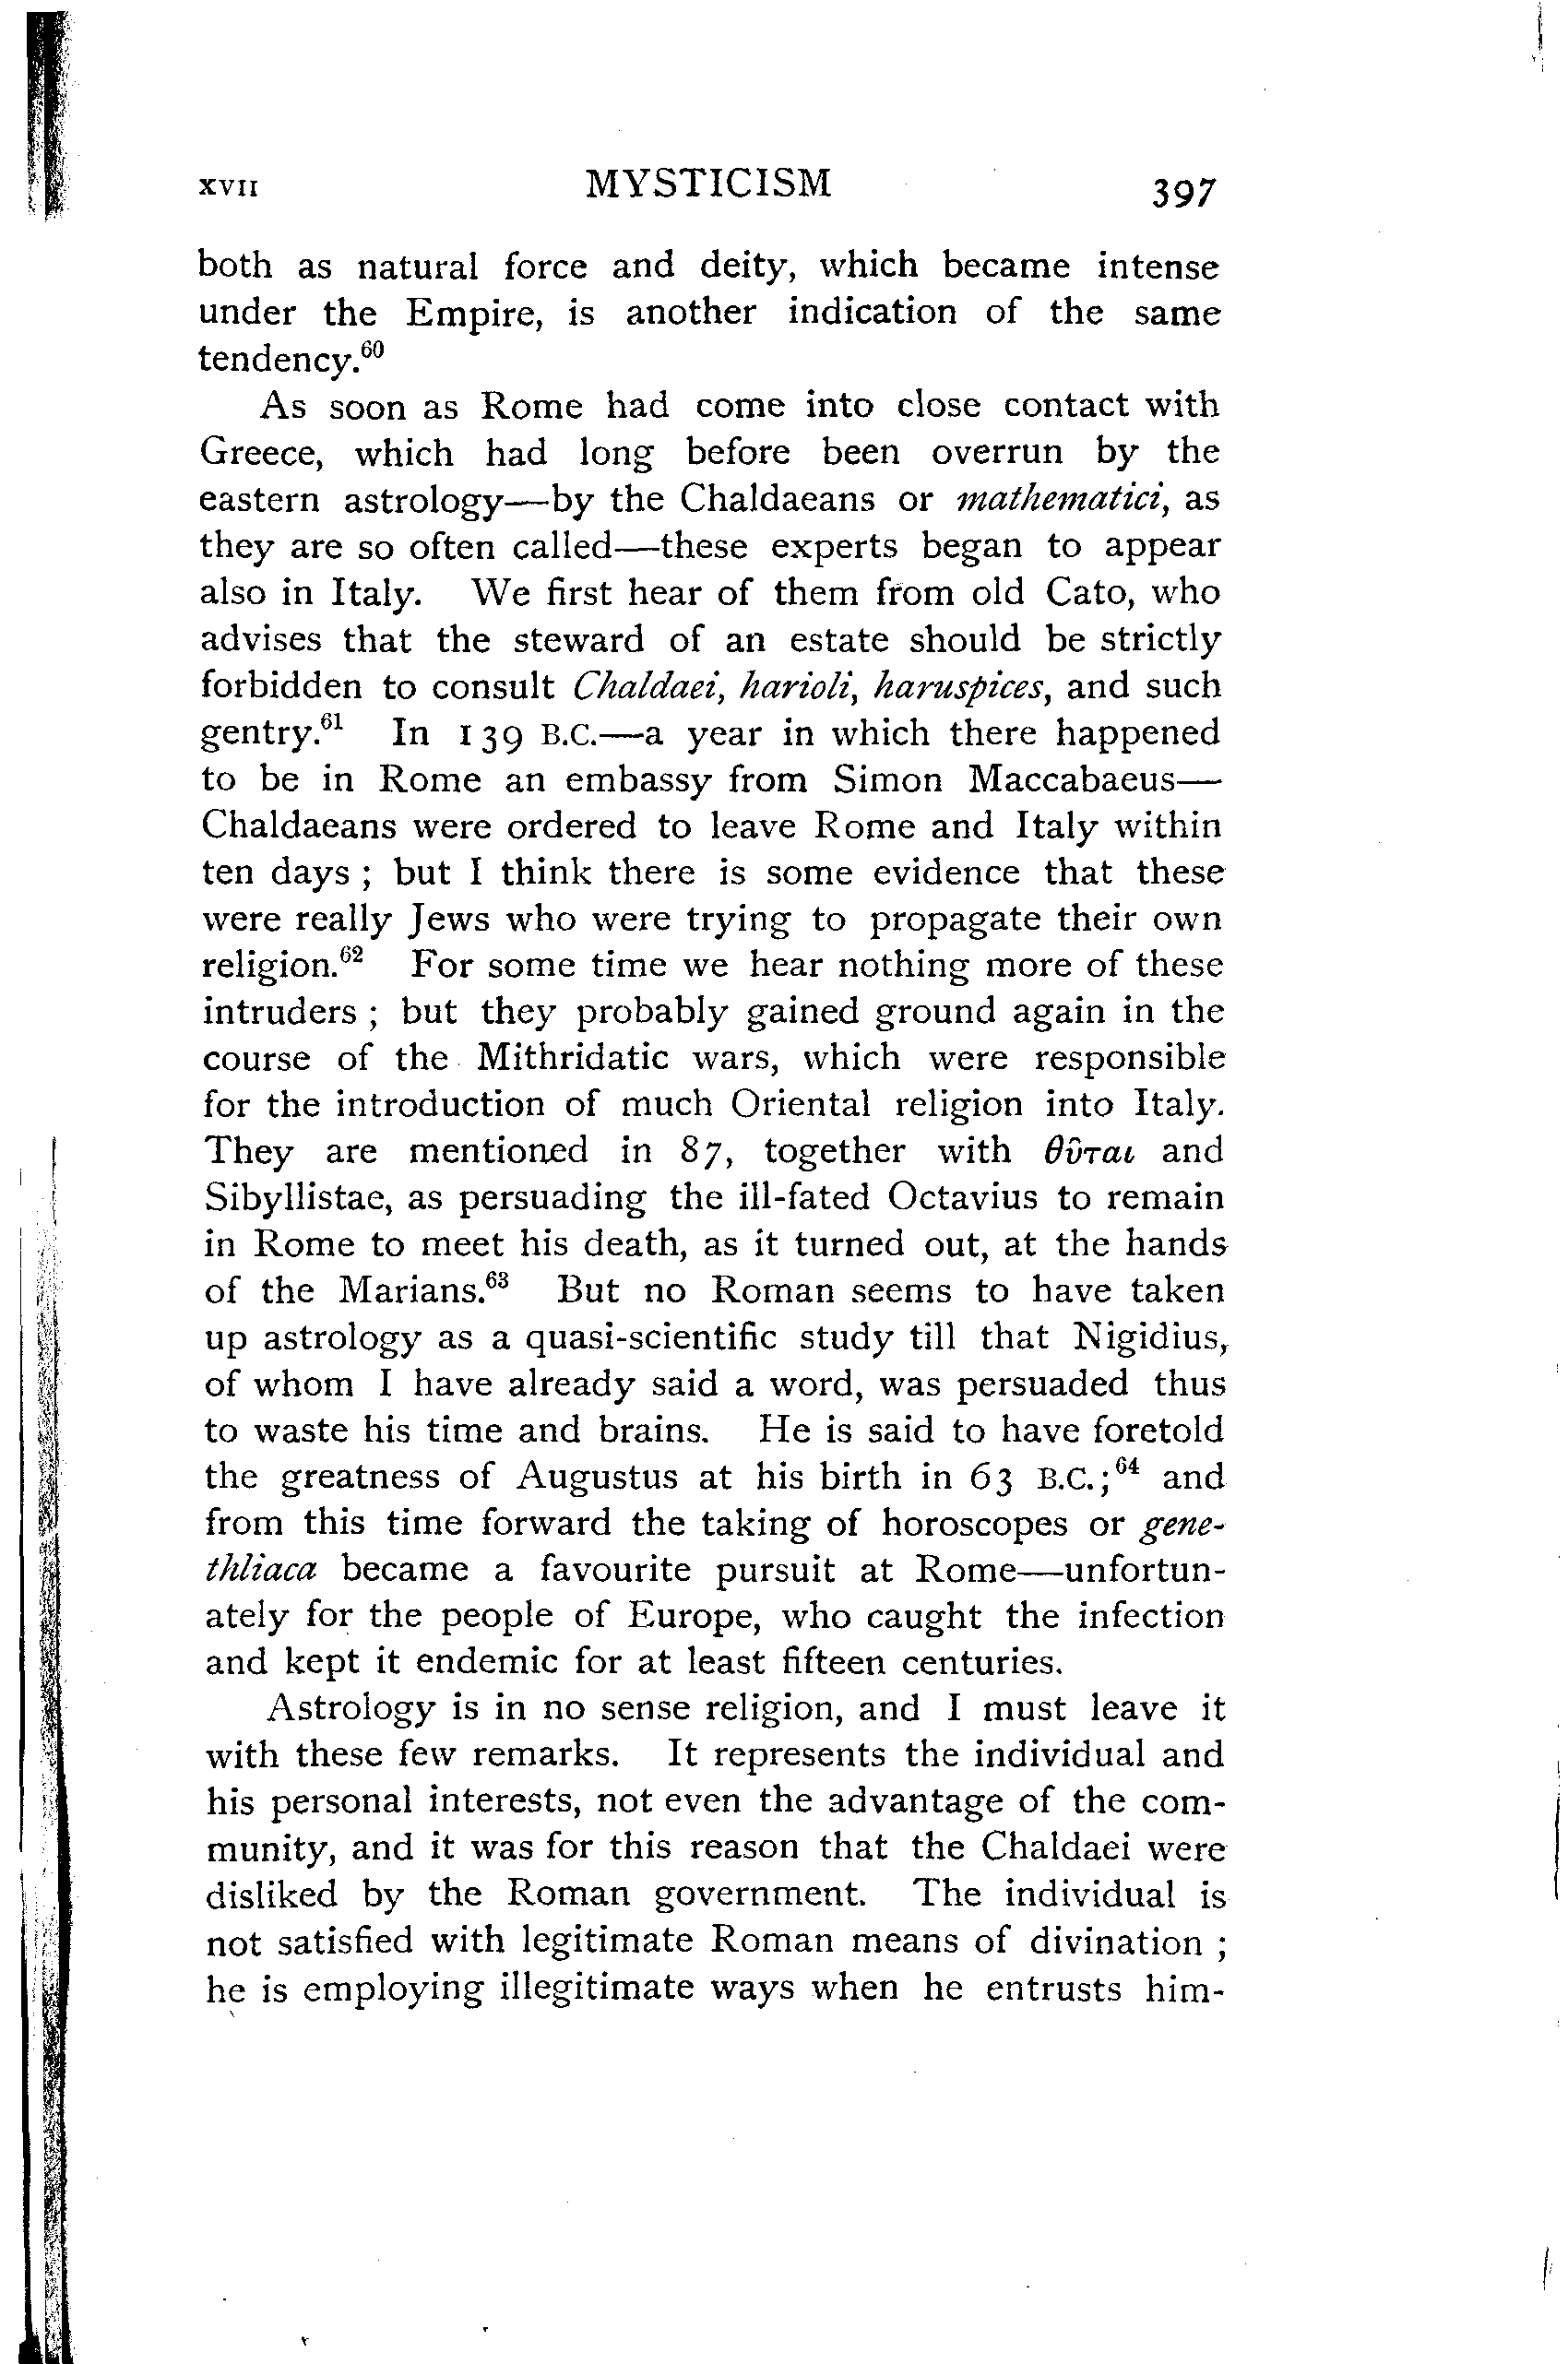 XVII MYSTICISM 397
both as natural force and deity, which became intense
under the Empire, is another indication of the same
tendency.⁶⁰
As soon as Rome had come into close contact with
Greece, which had long before been overrun by the
eastern astrology—by the Chaldaeans or mathematici, as
they are so often called—these experts began to appear
also in Italy. We first hear of them from old Cato, who
advises that the steward of an estate should be strictly
forbidden to consult Chaldaei, harioli, haruspices, and such
gentry.⁶¹ In 139 B.C.—a year in which there happened
to be in Rome an embassy from Simon Maccabaeus—
Chaldaeans were ordered to leave Rome and Italy within
ten days ; but I think there is some evidence that these
were really Jews who were trying to propagate their own
religion.⁶² For some time we hear nothing more of these
intruders ; but they probably gained ground again in the
course of the Mithridatic wars, which were responsible
for the introduction of much Oriental religion into Italy.
They are mentioned in 87, together with θῦται and
Sibyllistae, as persuading the ill-fated Octavius to remain
in Rome to meet his death, as it turned out, at the hands
of the Marians.⁶³ But no Roman seems to have taken
up astrology as a quasi-scientific study till that Nigidius,
of whom I have already said a word, was persuaded thus
to waste his time and brains. He is said to have foretold
the greatness of Augustus at his birth in 63 B.C.;⁶⁴ and
from this time forward the taking of horoscopes or gene-
thliaca became a favourite pursuit at Rome—unfortun-
ately for the people of Europe, who caught the infection
and kept it endemic for at least fifteen centuries.
Astrology is in no sense religion, and I must leave it
with these few remarks. It represents the individual and
his personal interests, not even the advantage of the com-
munity, and it was for this reason that the Chaldaei were
disliked by the Roman government. The individual is
not satisfied with legitimate Roman means of divination ;
he is employing illegitimate ways when he entrusts him-